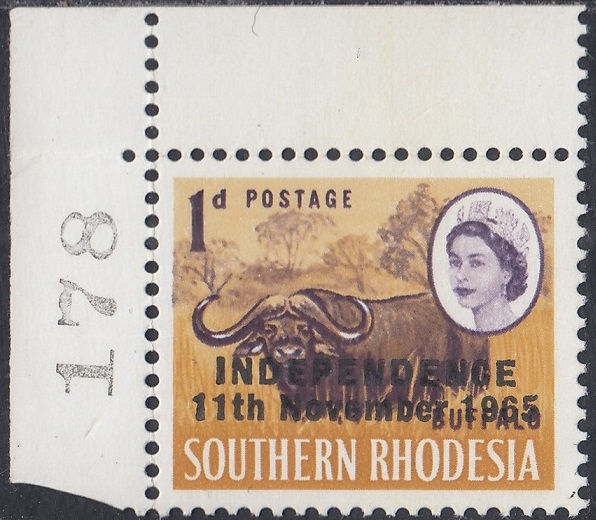 178
1d POSTAGE
INDEPENDENCE
11th November 1965
BUFFALO
SOUTHERN RHODESIA